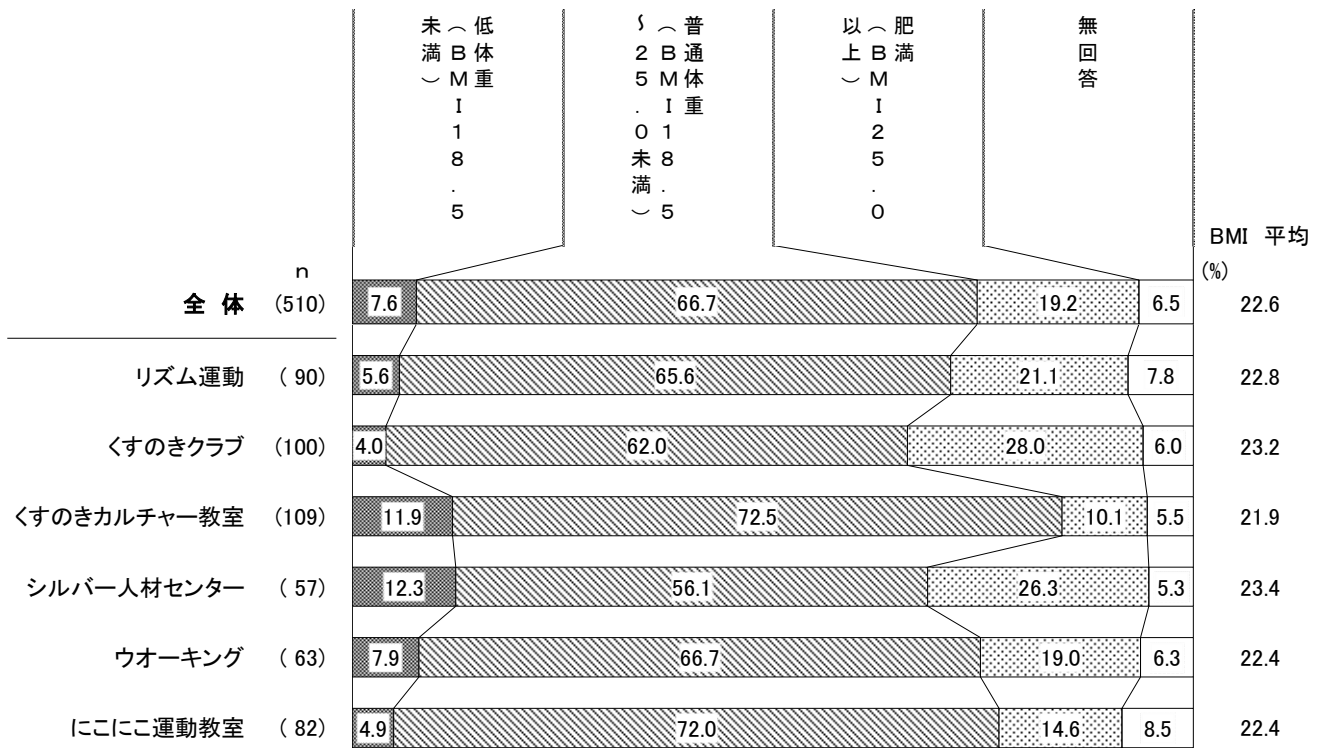 低体重
（BMI18.5
未満）
普通体重
（BMI18.5
～25.0未満）
肥満
（BMI25.0
以上）
無回答
BMI 平均
n
(%)
全 体 (510) 7.6 66.7 19.2 6.5 22.6
リズム運動 ( 90) 5.6 65.6 21.1 7.8 22.8
くすのきクラブ (100) 4.0 62.0 28.0 6.0 23.2
くすのきカルチャー教室 (109) 11.9 72.5 10.1 5.5 21.9
シルバー人材センター ( 57) 12.3 56.1 26.3 5.3 23.4
ウオーキング ( 63) 7.9 66.7 19.0 6.3 22.4
にこにこ運動教室 ( 82) 4.9 72.0 14.6 8.5 22.4